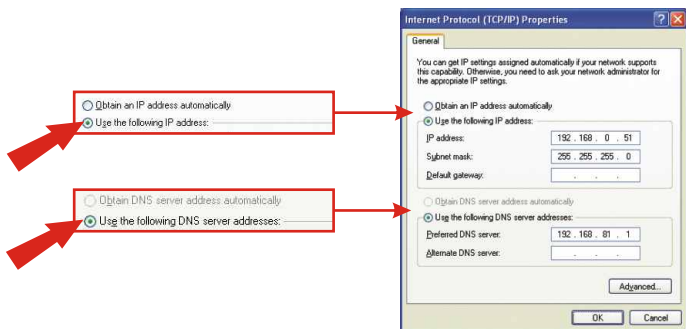 Obtain an IP address automatically
Use the following IP address:
Obtain DNS server address automatically
Use the following DNS server addresses:
Internet Protocol (TCP/IP) Properties
General
You can get IP settings assigned automatically if your network supports
this capability. Otherwise, you need to ask your network administrator for
the appropriate IP settings.
Obtain an IP address automatically
Use the following IP address:
IP address: 192 . 168 . 0 . 51
Subnet mask: 255 . 255 . 255 . 0
Default gateway: . . .
Obtain DNS server address automatically
Use the following DNS server addresses:
Preferred DNS server: 192 . 168 . 81 . 1
Alternate DNS server: . . .
Advanced...
OK Cancel